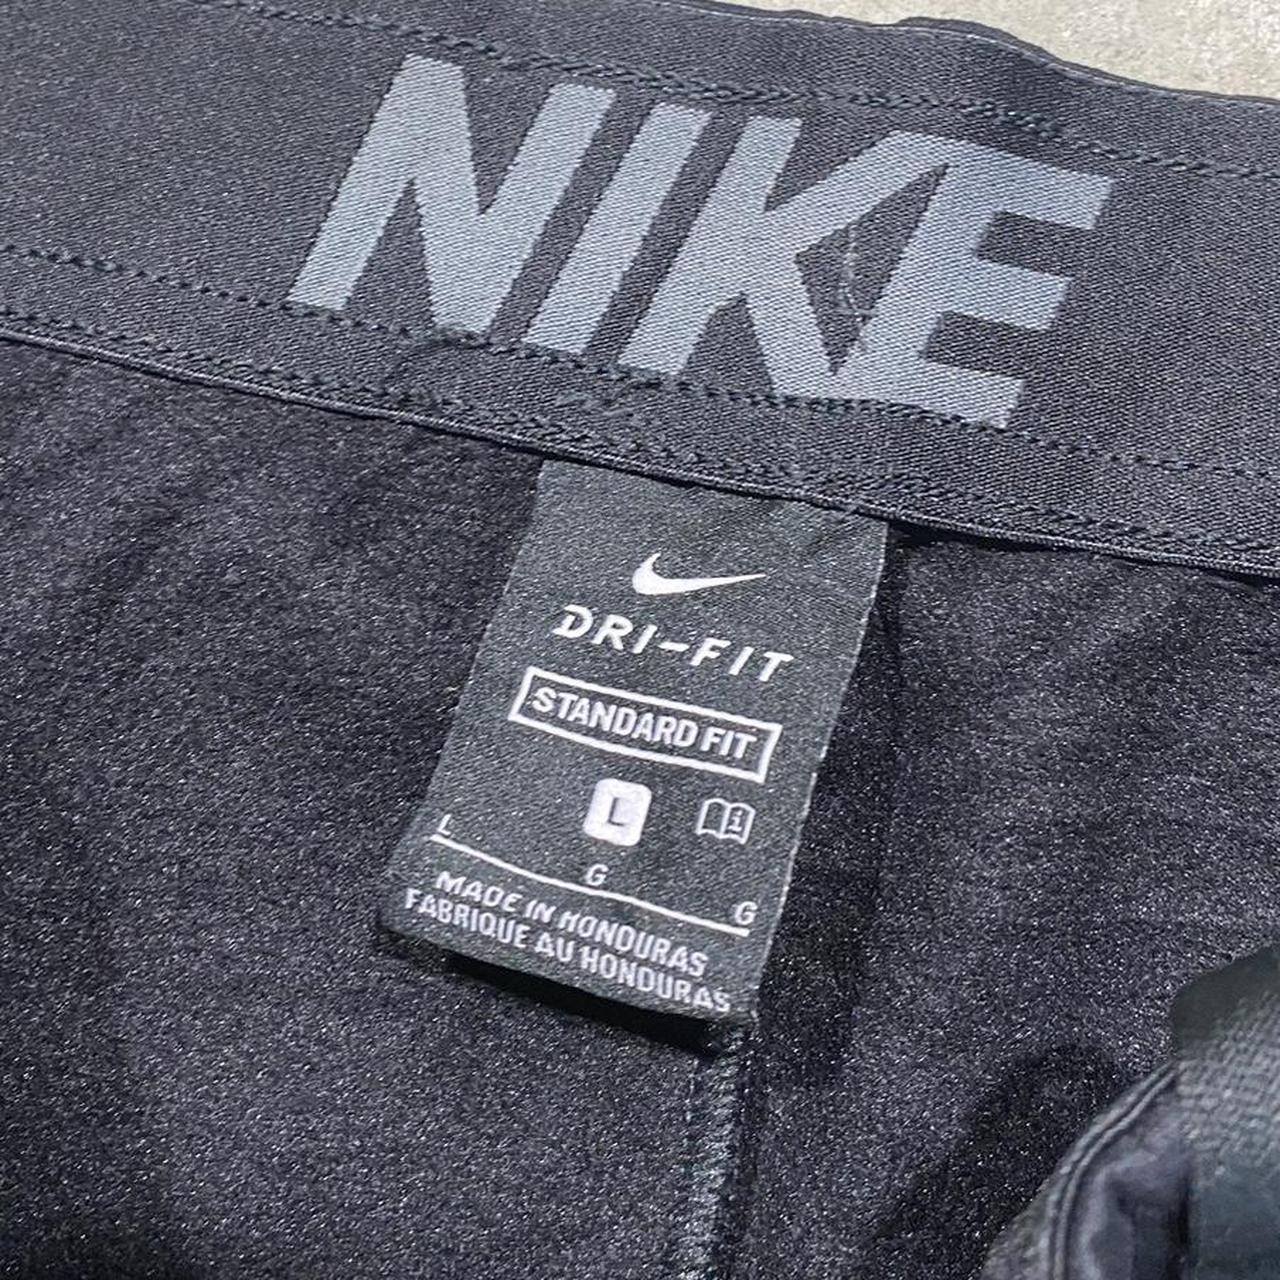 NIKE
DRI-FIT
STANDARD FIT
L
L G G
MADE IN HONDURAS
FABRIQUE AU HONDURAS